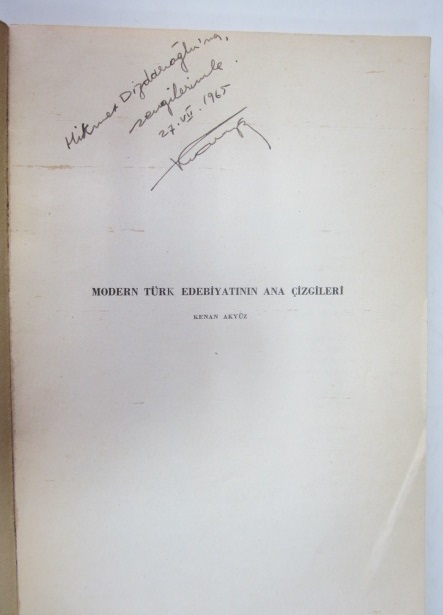 Hikmet Dizdaroğlu'na,
sevgilerimle.
27.VII.1965
MODERN TÜRK EDEBİYATININ ANA ÇİZGİLERİ
KENAN AKYÜZ